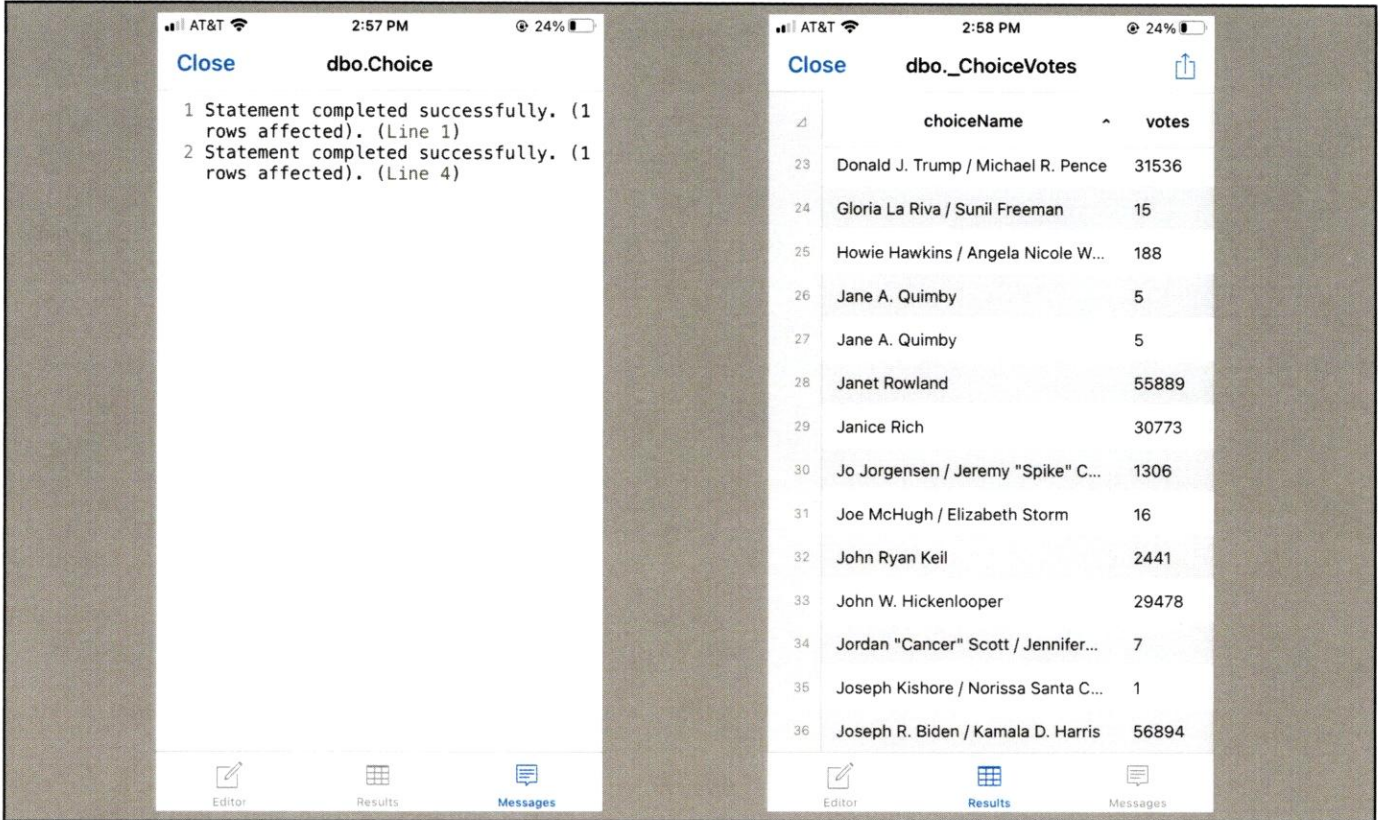 AT&T 2:57 PM 24%
Close dbo.Choice
1 Statement completed successfully. (1
rows affected). (Line 1)
2 Statement completed successfully. (1
rows affected). (Line 4)
Editor Results Messages
AT&T 2:58 PM 24%
Close dbo._ChoiceVotes
choiceName votes
23 Donald J. Trump / Michael R. Pence 31536
24 Gloria La Riva / Sunil Freeman 15
25 Howie Hawkins / Angela Nicole W... 188
26 Jane A. Quimby 5
27 Jane A. Quimby 5
28 Janet Rowland 55889
29 Janice Rich 30773
30 Jo Jorgensen / Jeremy "Spike" C... 1306
31 Joe McHugh / Elizabeth Storm 16
32 John Ryan Keil 2441
33 John W. Hickenlooper 29478
34 Jordan "Cancer" Scott / Jennifer... 7
35 Joseph Kishore / Norissa Santa C... 1
36 Joseph R. Biden / Kamala D. Harris 56894
Editor Results Messages